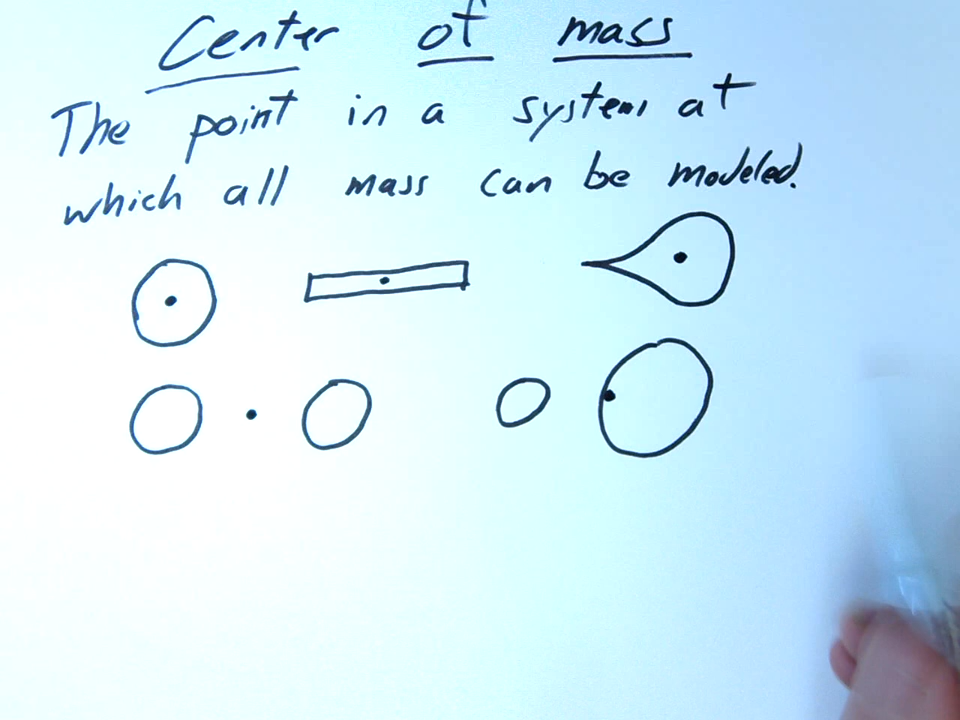 Center of mass
The point in a system at
which all mass can be modeled.